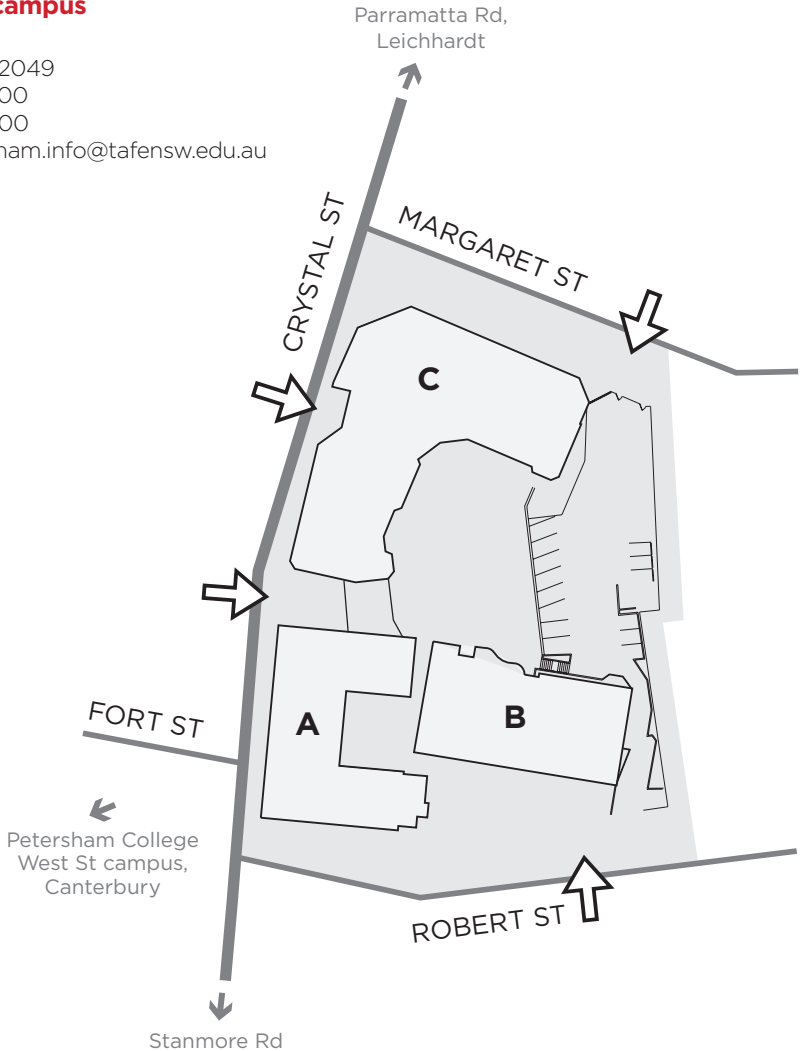 campus
2049
00
00
ham.info@tafensw.edu.au
Parramatta Rd,
Leichhardt
CRYSTAL ST
MARGARET ST
C
A
B
FORT ST
Petersham College
West St campus,
Canterbury
ROBERT ST
Stanmore Rd